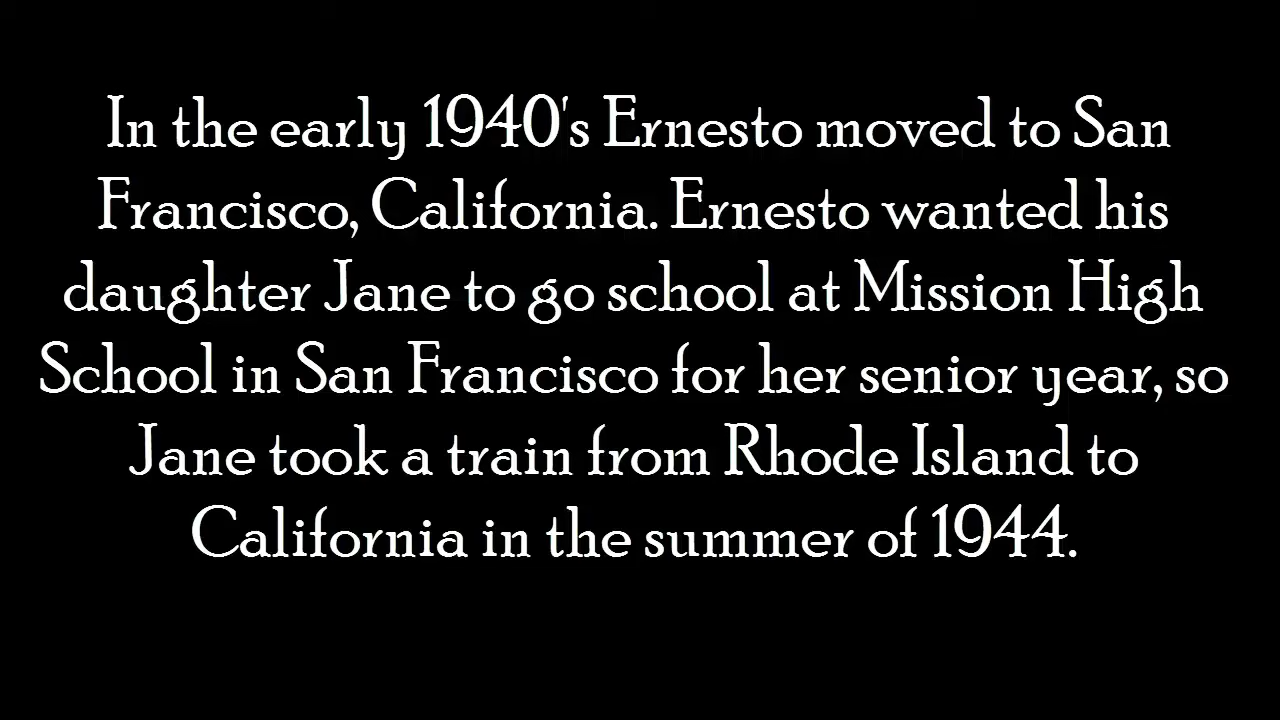 In the early 1940's Ernesto moved to San
Francisco, California. Ernesto wanted his
daughter Jane to go school at Mission High
School in San Francisco for her senior year, so
Jane took a train from Rhode Island to
California in the summer of 1944.